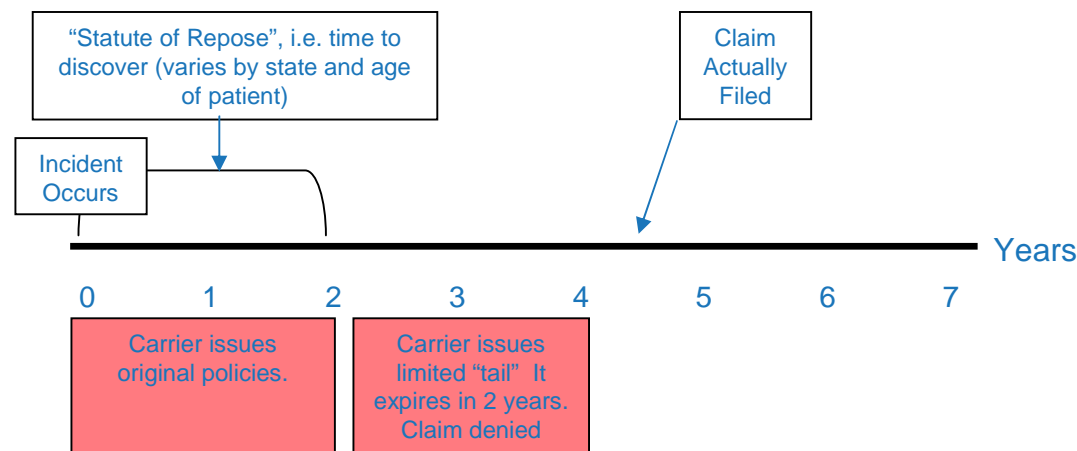 “Statute of Repose”, i.e. time to
discover (varies by state and age
of patient)
Claim
Actually
Filed
Incident
Occurs
Years
0 1 2 3 4 5 6 7
Carrier issues
original policies.
Carrier issues
limited “tail” It
expires in 2 years.
Claim denied